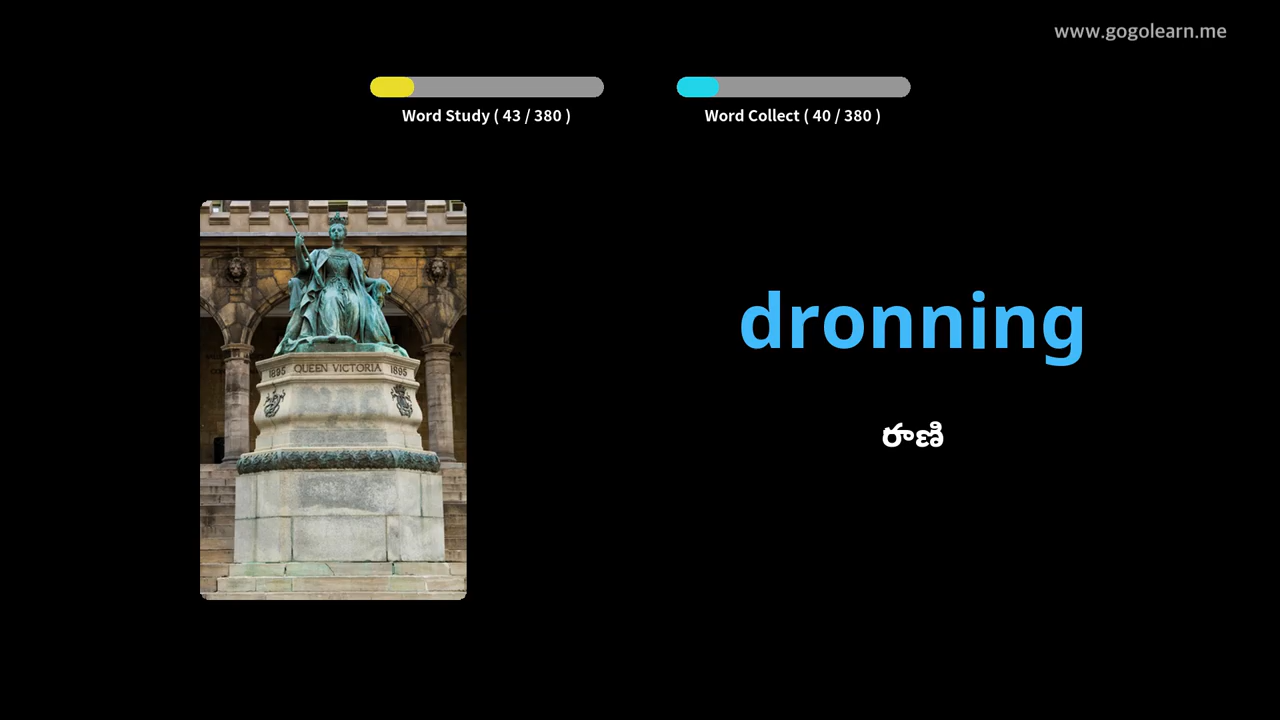 www.gogolearn.me
Word Study ( 43 / 380 )
Word Collect ( 40 / 380 )
1895 QUEEN VICTORIA 1895
dronning
రాణి